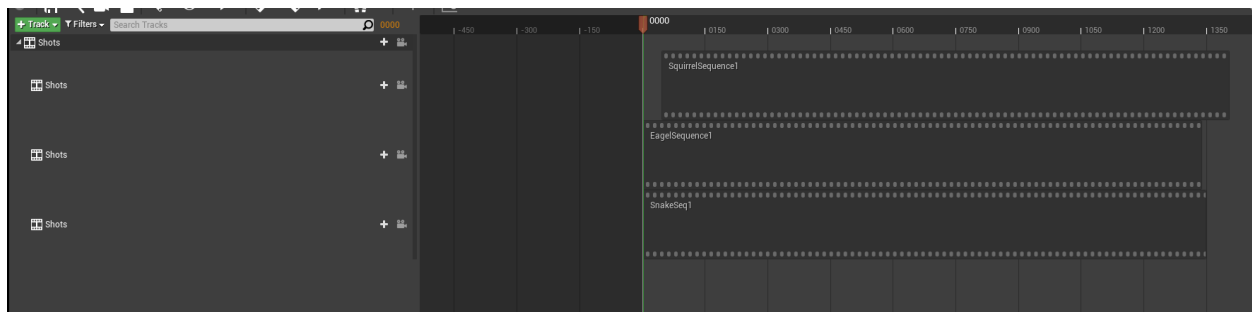 + Track Filters Search Tracks 0000
0000
-450 -300 -150 0150 0300 0450 0600 0750 0900 1050 1200 1350
Shots
SquirrelSequence1
Shots
EagelSequence1
Shots
SnakeSeq1
Shots